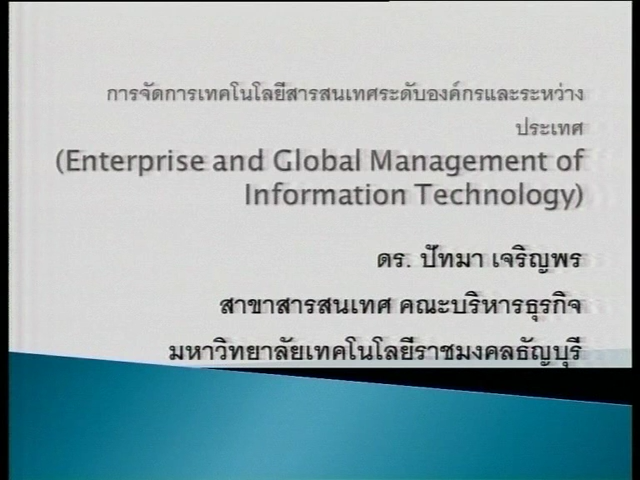 การจัดการเทคโนโลยีสารสนเทศระดับองค์กรและระหว่าง
ประเทศ
(Enterprise and Global Management of
Information Technology)
ดร. ปัทมา เจริญพร
สาขาสารสนเทศ คณะบริหารธุรกิจ
มหาวิทยาลัยเทคโนโลยีราชมงคลธัญบุรี